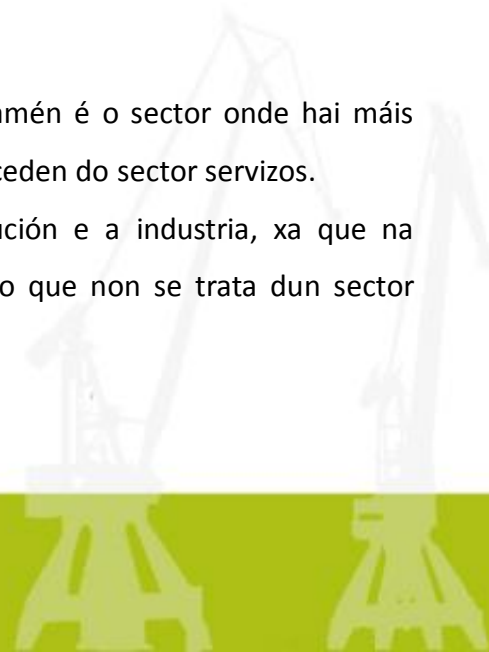 amén é o sector onde hai máis
ceden do sector servizos.
ución e a industria, xa que na
o que non se trata dun sector